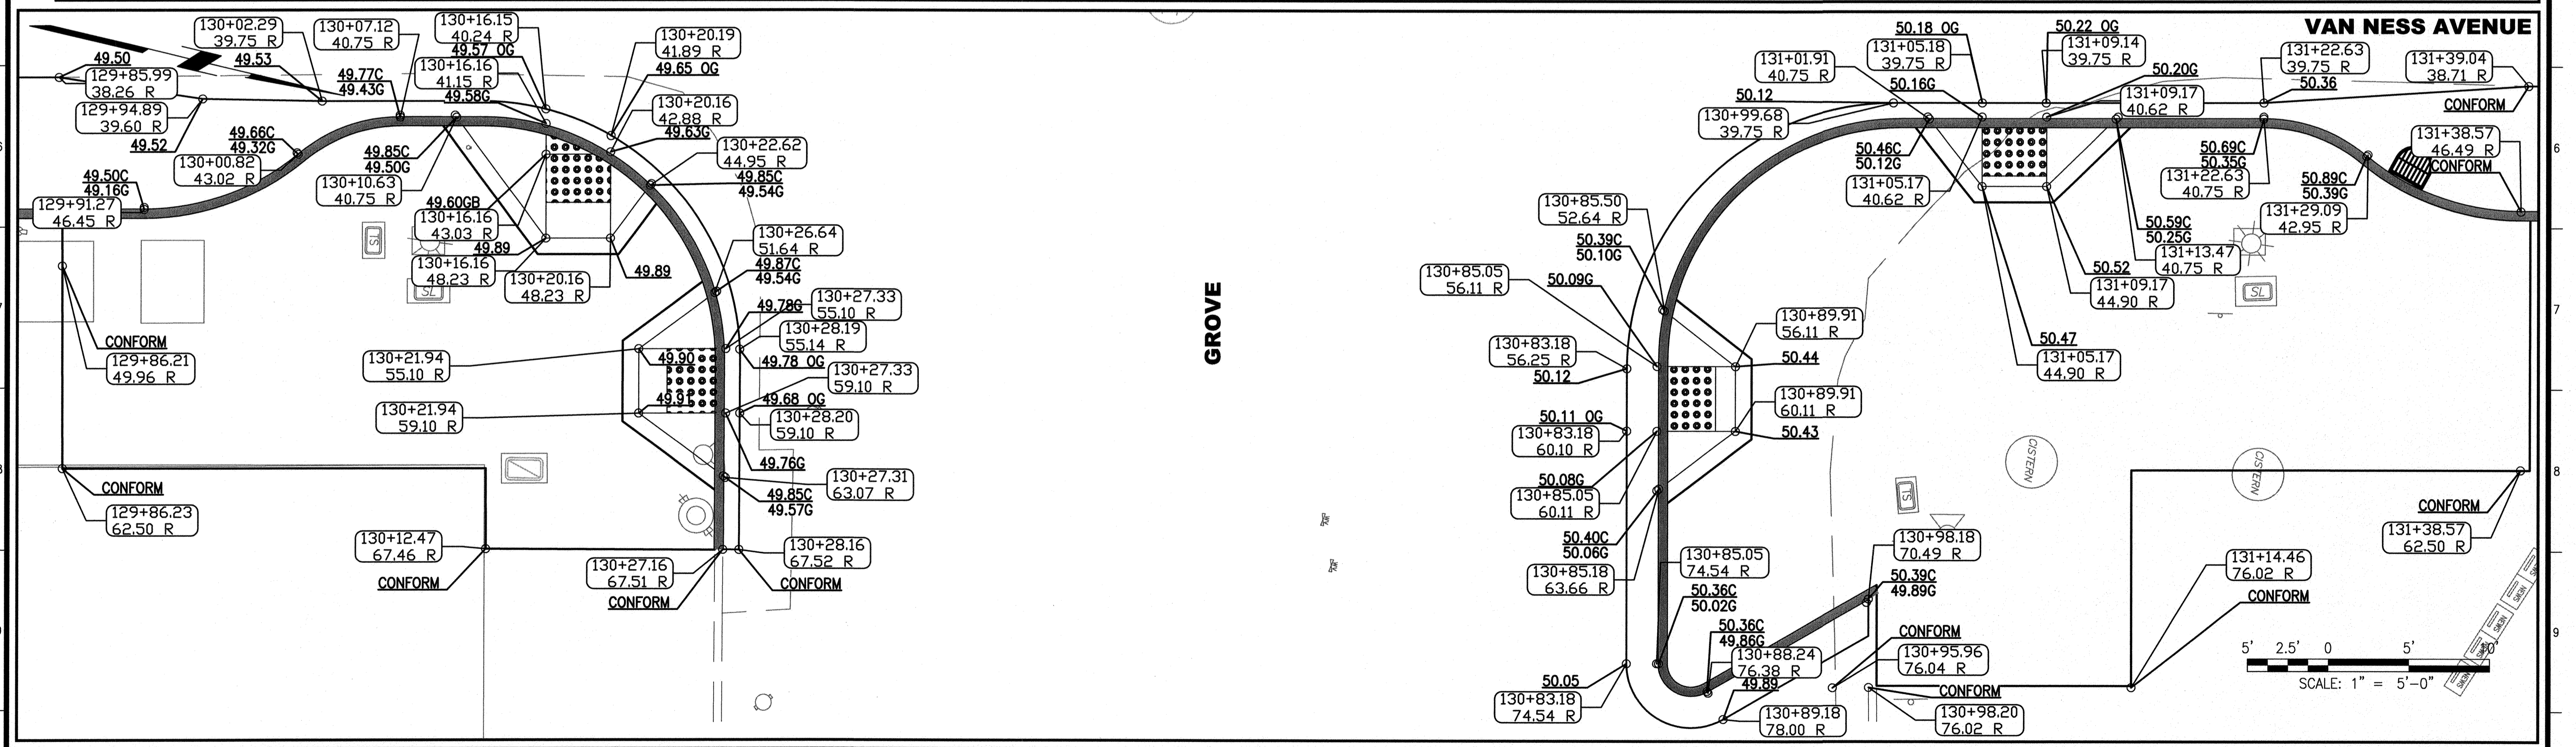 VAN NESS AVENUE
130+02.29
39.75 R
130+07.12
40.75 R
130+16.15
40.24 R
49.57 OG
130+20.19
41.89 R
49.65 OG
49.50
129+85.99
38.26 R
49.53
49.77C
49.43G
130+16.16
41.15 R
49.58G
129+94.89
39.60 R
49.52
49.66C
49.32G
130+00.82
43.02 R
130+20.16
42.88 R
49.63G
49.85C
49.50G
130+10.63
40.75 R
130+22.62
44.95 R
49.85C
49.54G
49.50C
49.16G
129+91.27
46.45 R
49.60GB
130+16.16
43.03 R
49.89
130+16.16
48.23 R
130+20.16
48.23 R
49.89
130+26.64
51.64 R
49.87C
49.54G
TS
SL
49.78G
130+27.33
55.10 R
130+28.19
55.14 R
49.78 OG
CONFORM
129+86.21
49.96 R
130+21.94
55.10 R
49.90
49.91
130+27.33
59.10 R
49.68 OG
130+28.20
59.10 R
130+21.94
59.10 R
49.76G
130+27.31
63.07 R
49.85C
49.57G
CONFORM
129+86.23
62.50 R
130+12.47
67.46 R
CONFORM
130+28.16
67.52 R
CONFORM
130+27.16
67.51 R
CONFORM
GROVE
50.18 OG
131+05.18
39.75 R
50.22 OG
131+09.14
39.75 R
131+01.91
40.75 R
50.16G
50.20G
131+22.63
39.75 R
50.36
131+39.04
38.71 R
CONFORM
50.12
130+99.68
39.75 R
131+09.17
40.62 R
131+38.57
46.49 R
CONFORM
50.46C
50.12G
131+05.17
40.62 R
50.69C
50.35G
131+22.63
40.75 R
50.89C
50.39G
131+29.09
42.95 R
6
130+85.50
52.64 R
50.39C
50.10G
50.59C
50.25G
131+13.47
40.75 R
50.52
131+09.17
44.90 R
SL
130+85.05
56.11 R
50.09G
7
130+89.91
56.11 R
50.47
131+05.17
44.90 R
130+83.18
56.25 R
50.12
50.44
50.11 OG
130+83.18
60.10 R
130+89.91
60.11 R
50.43
50.08G
130+85.05
60.11 R
CISTERN
CISTERN
8
TS
50.40C
50.06G
130+85.18
63.66 R
130+85.05
74.54 R
50.36C
50.02G
130+98.18
70.49 R
50.39C
49.89G
CONFORM
131+38.57
62.50 R
131+14.46
76.02 R
CONFORM
50.36C
49.86G
130+88.24
76.38 R
49.89
CONFORM
130+95.96
76.04 R
9
50.05
130+83.18
74.54 R
130+89.18
78.00 R
CONFORM
130+98.20
76.02 R
NEWS
NEWS
NEWS
NEWS
5' 2.5' 0 5'
SCALE: 1" = 5'-0"